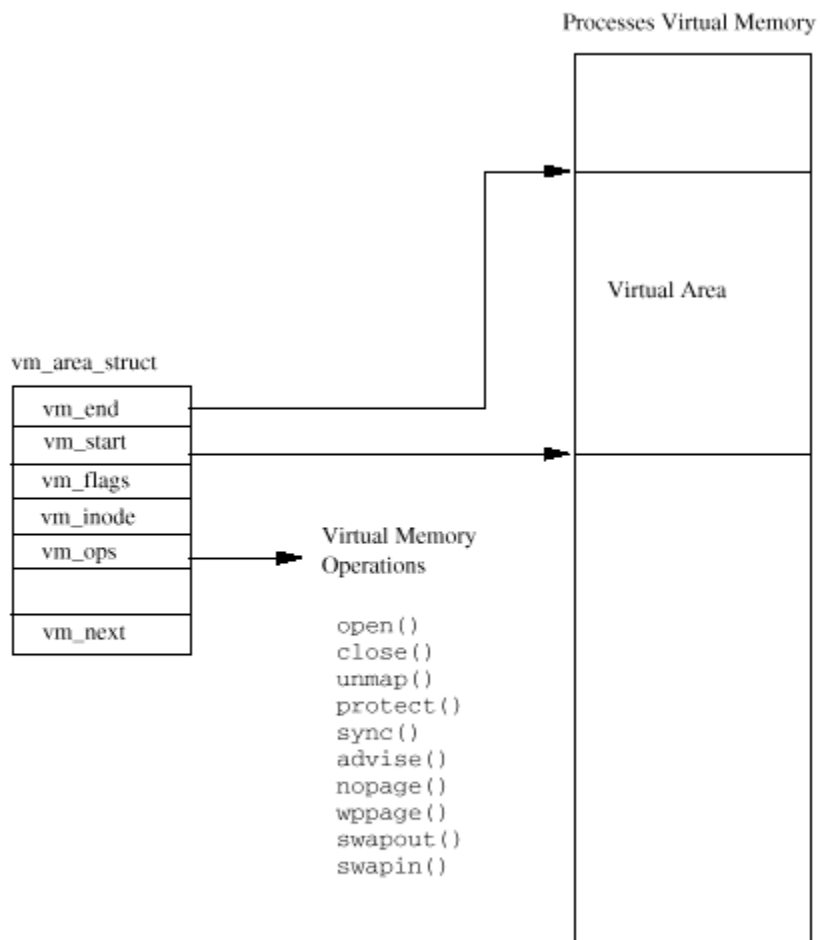 Processes Virtual Memory
Virtual Area
vm_area_struct
vm_end
vm_start
vm_flags
vm_inode
vm_ops
vm_next
Virtual Memory
Operations
open()
close()
unmap()
protect()
sync()
advise()
nopage()
wppage()
swapout()
swapin()